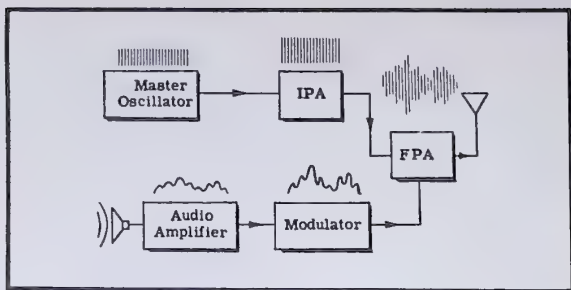 Master
Oscillator
IPA
FPA
Audio
Amplifier
Modulator